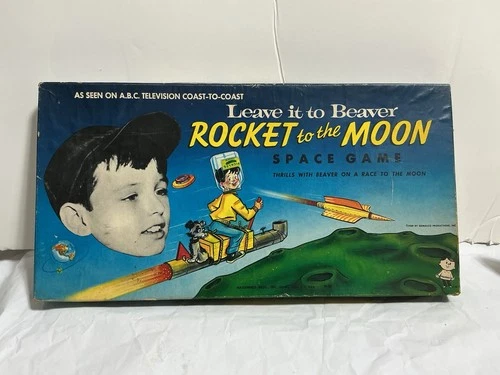 AS SEEN ON A.B.C. TELEVISION COAST-TO-COAST
Leave it to Beaver
ROCKET to the MOON
SPACE GAME
THRILLS WITH BEAVER ON A RACE TO THE MOON